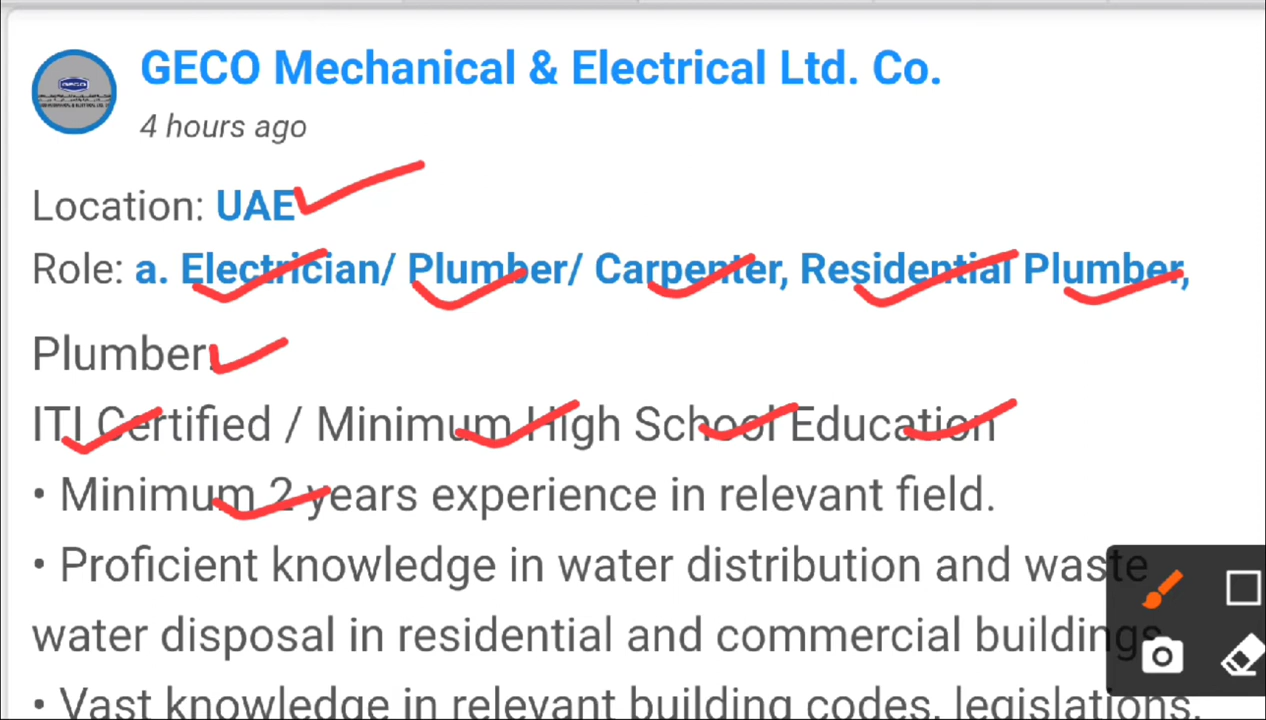 GECO Mechanical & Electrical Ltd. Co.
GECO
4 hours ago
Location: UAE
Role: a. Electrician/ Plumber/ Carpenter, Residential Plumber,
Plumber:
ITI Certified / Minimum High School Education
• Minimum 2 years experience in relevant field.
• Proficient knowledge in water distribution and waste
water disposal in residential and commercial buildings
• Vast knowledge in relevant building codes, legislations,